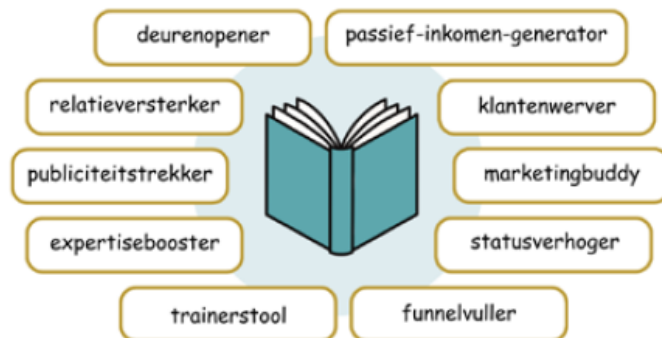 deurenopener
passief-inkomen-generator
relatieversterker
klantenwerver
publiciteitstrekker
marketingbuddy
expertisebooster
statusverhoger
trainerstool
funnelvuller